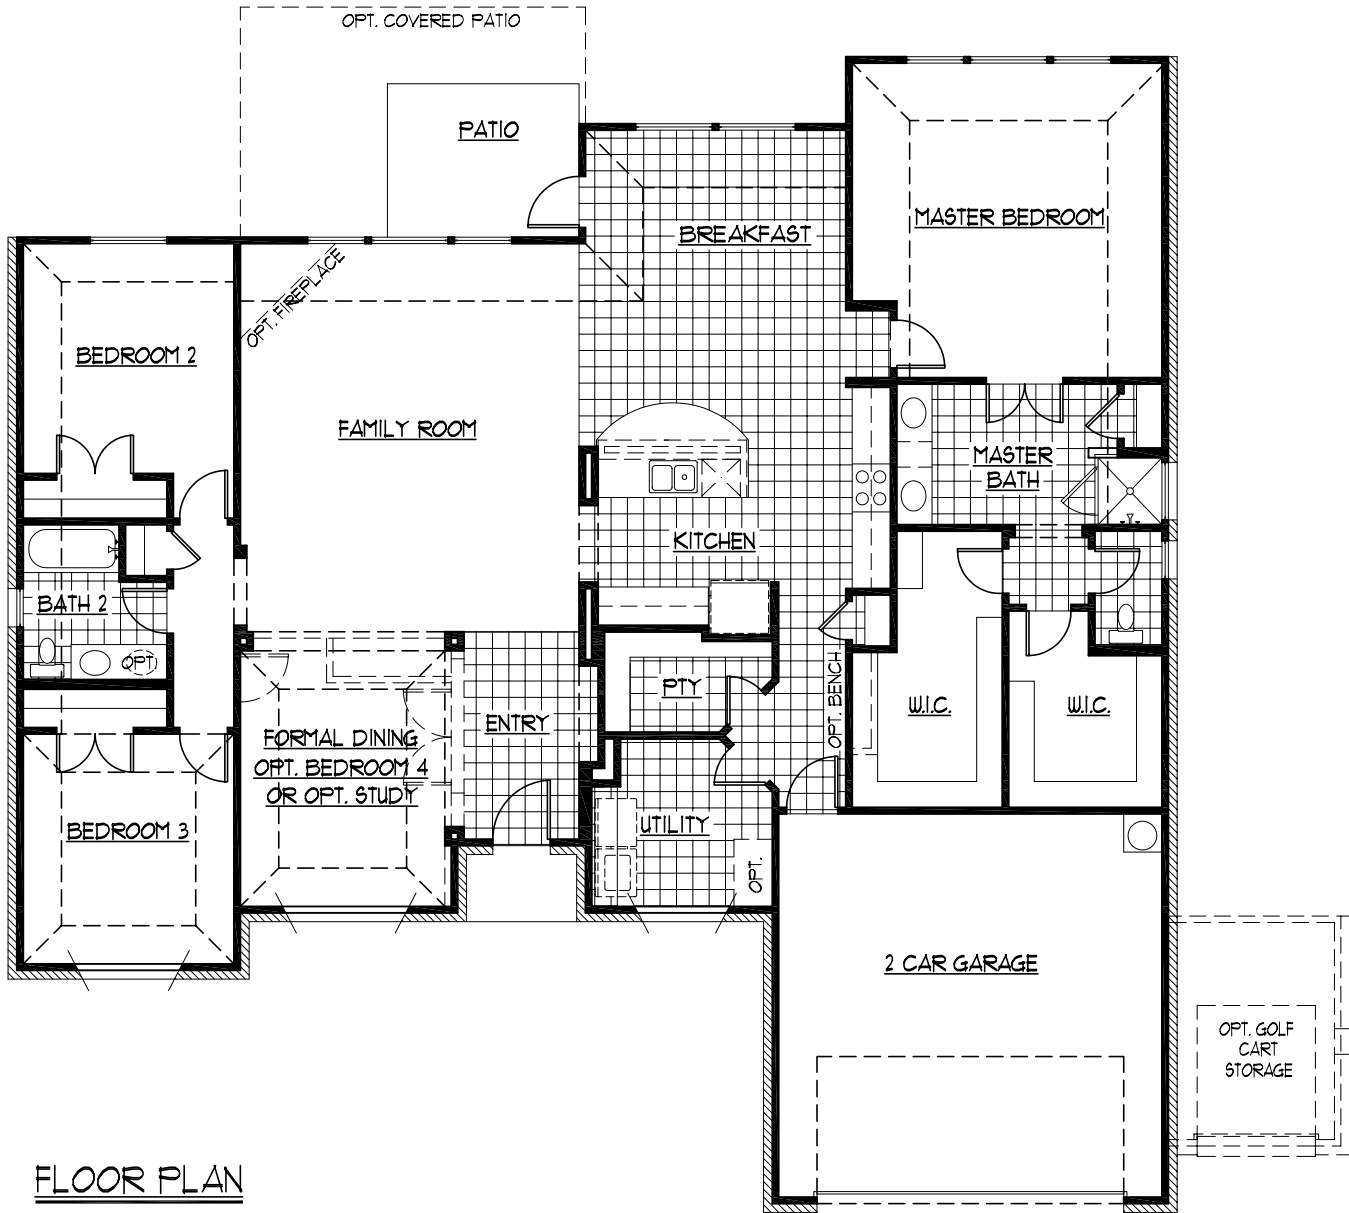 OPT. COVERED PATIO
PATIO
BREAKFAST
MASTER BEDROOM
OPT. FIREPLACE
BEDROOM 2
FAMILY ROOM
MASTER
BATH
KITCHEN
BATH 2
OPT.
PTY
OPT. BENCH
W.I.C.
W.I.C.
ENTRY
FORMAL DINING
OPT. BEDROOM 4
OR OPT. STUDY
BEDROOM 3
UTILITY
OPT.
2 CAR GARAGE
OPT. GOLF
CART
STORAGE
FLOOR PLAN